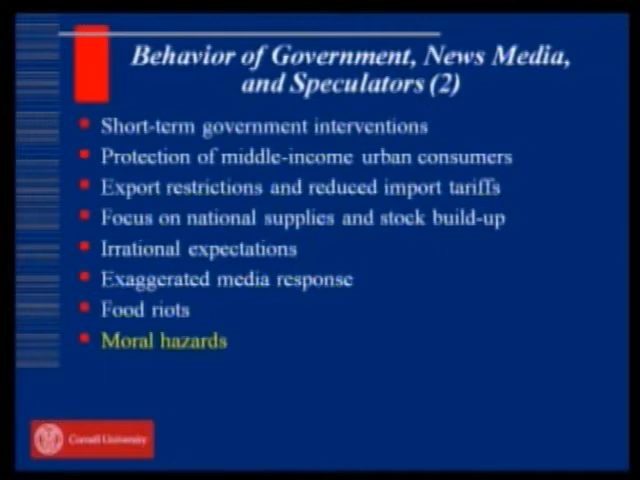 Behavior of Government, News Media,
and Speculators (2)
Short-term government interventions
Protection of middle-income urban consumers
Export restrictions and reduced import tariffs
Focus on national supplies and stock build-up
Irrational expectations
Exaggerated media response
Food riots
Moral hazards
Cornell University